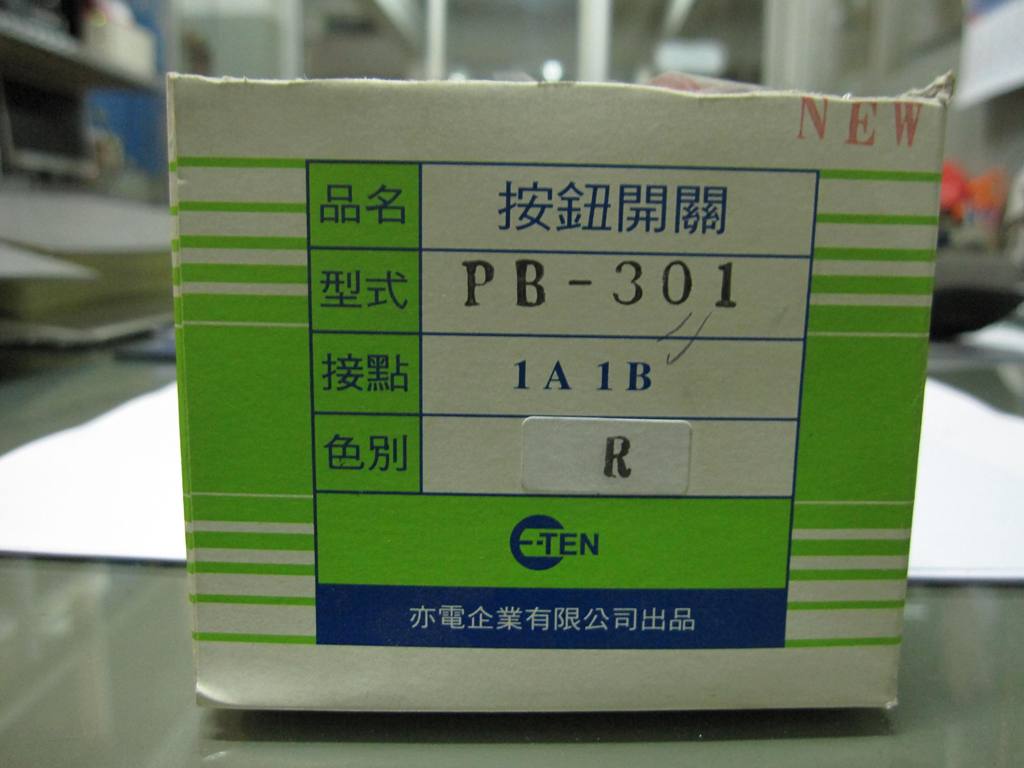 NEW
品名 按鈕開關
型式 PB-301
接點 1A 1B
色別 R
E-TEN
亦電企業有限公司出品